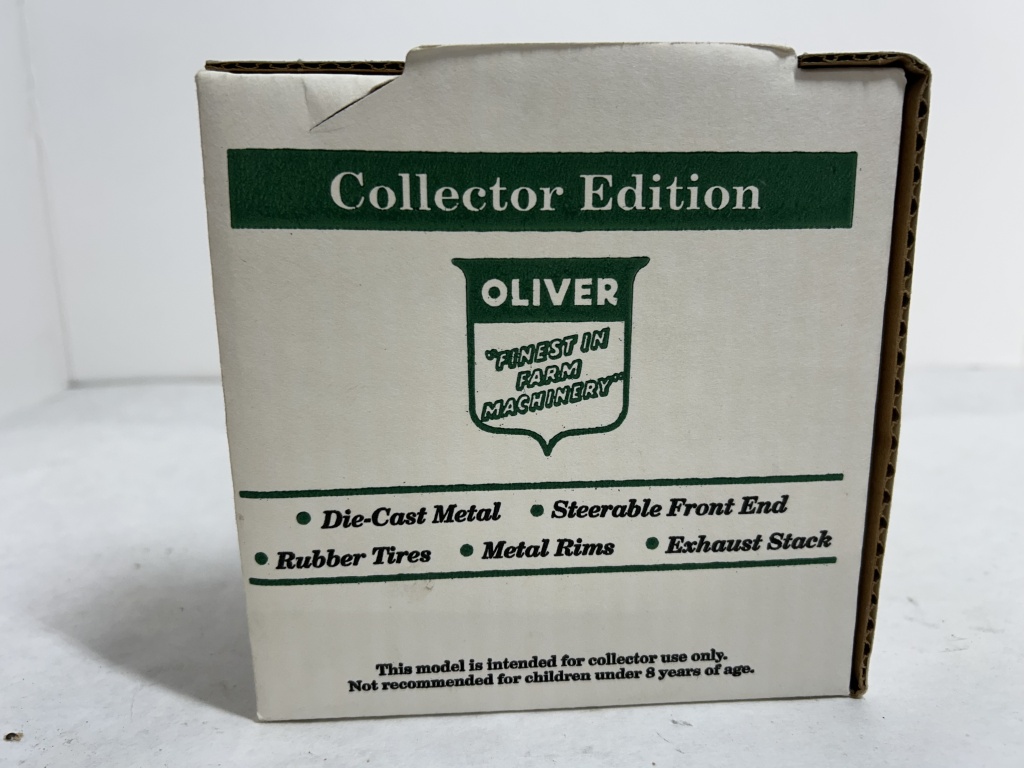 Collector Edition
OLIVER
"FINEST IN
FARM
MACHINERY"
• Die-Cast Metal • Steerable Front End
• Rubber Tires • Metal Rims • Exhaust Stack
This model is intended for collector use only.
Not recommended for children under 8 years of age.